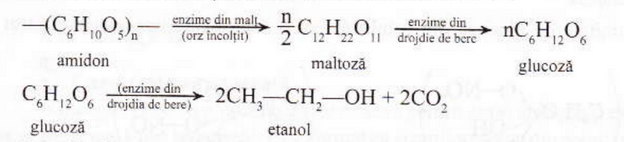 —(C₆H₁₀O₅)ₙ— enzime din malț (orz încolțit) n/2 C₁₂H₂₂O₁₁ enzime din drojdie de bere nC₆H₁₂O₆
amidon maltoză glucoză
C₆H₁₂O₆ (enzime din drojdia de bere) 2CH₃—CH₂—OH + 2CO₂
glucoză etanol